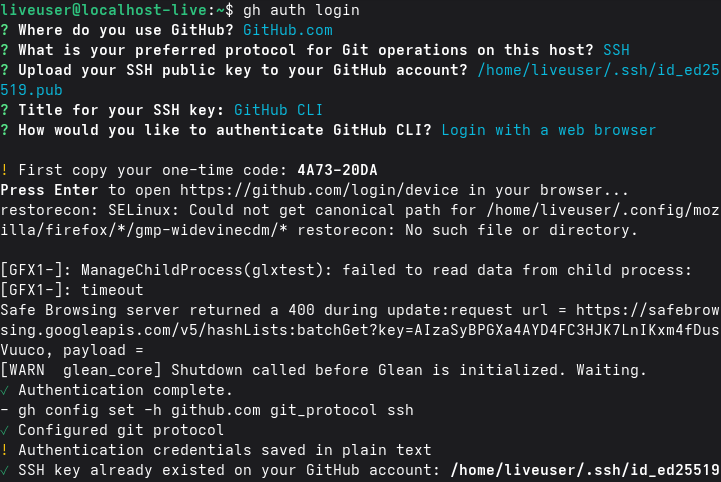 liveuser@localhost-live:~$ gh auth login
? Where do you use GitHub? GitHub.com
? What is your preferred protocol for Git operations on this host? SSH
? Upload your SSH public key to your GitHub account? /home/liveuser/.ssh/id_ed25
519.pub
? Title for your SSH key: GitHub CLI
? How would you like to authenticate GitHub CLI? Login with a web browser
! First copy your one-time code: 4A73-20DA
Press Enter to open https://github.com/login/device in your browser...
restorecon: SELinux: Could not get canonical path for /home/liveuser/.config/moz
illa/firefox/*/gmp-widevinecdm/* restorecon: No such file or directory.
[GFX1-]: ManageChildProcess(glxtest): failed to read data from child process:
[GFX1-]: timeout
Safe Browsing server returned a 400 during update:request url = https://safebrow
sing.googleapis.com/v5/hashLists:batchGet?key=AIzaSyBPGXa4AYD4FC3HJK7LnIKxm4fDus
Vuuco, payload =
[WARN  glean_core] Shutdown called before Glean is initialized. Waiting.
✓ Authentication complete.
- gh config set -h github.com git_protocol ssh
✓ Configured git protocol
! Authentication credentials saved in plain text
✓ SSH key already existed on your GitHub account: /home/liveuser/.ssh/id_ed25519